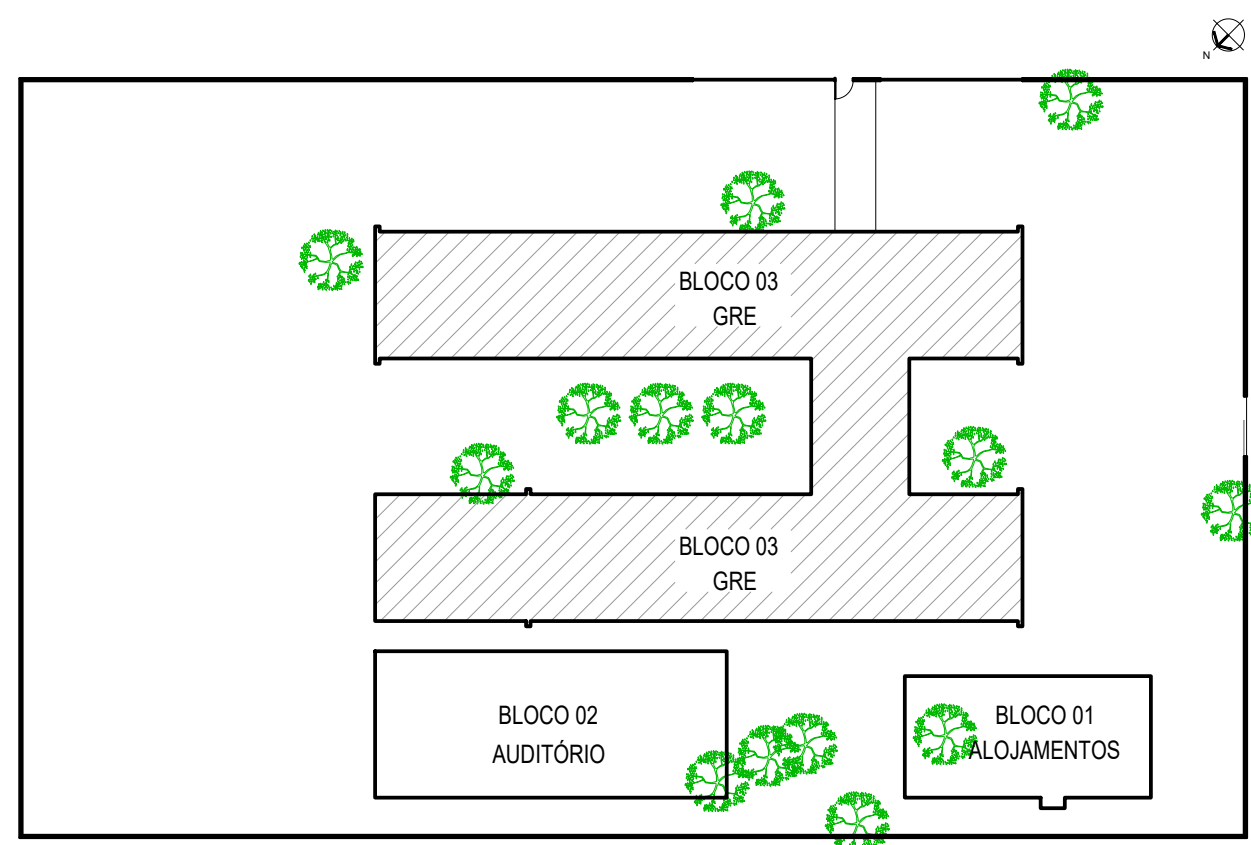 N
BLOCO 03
GRE
BLOCO 03
GRE
BLOCO 02
AUDITÓRIO
BLOCO 01
ALOJAMENTOS